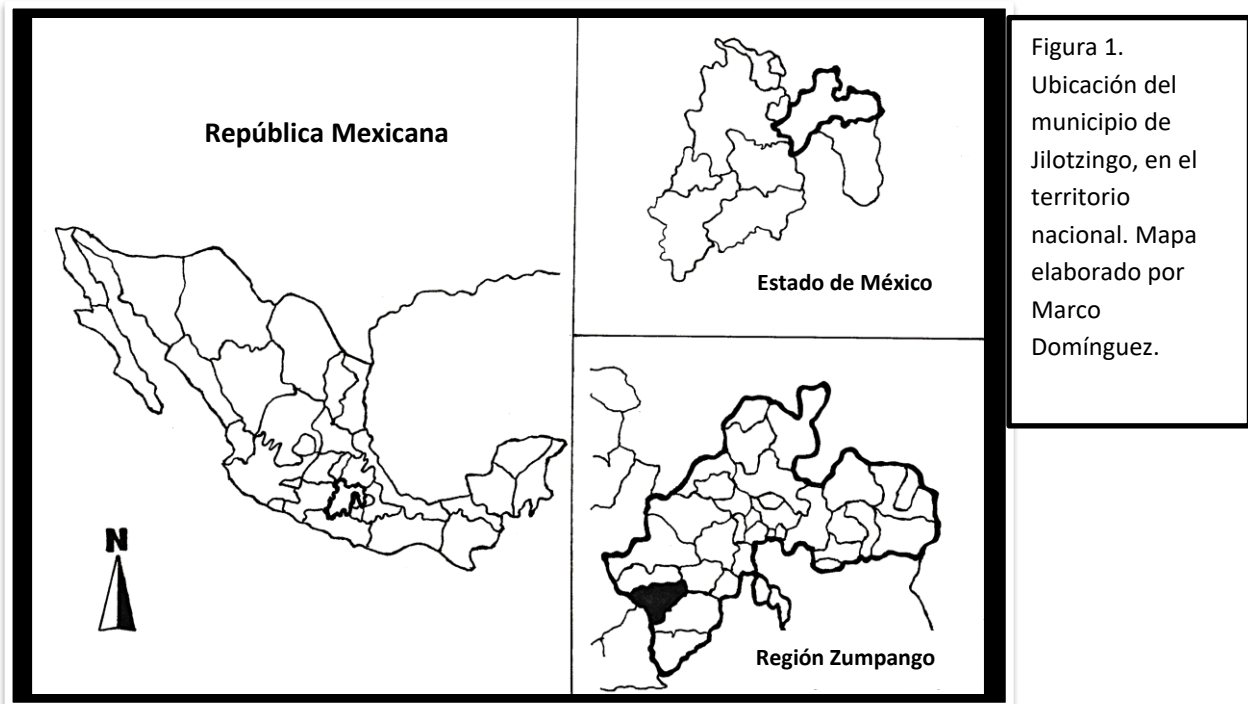 República Mexicana
N
Estado de México
Región Zumpango
Figura 1.
Ubicación del
municipio de
Jilotzingo, en el
territorio
nacional. Mapa
elaborado por
Marco
Domínguez.